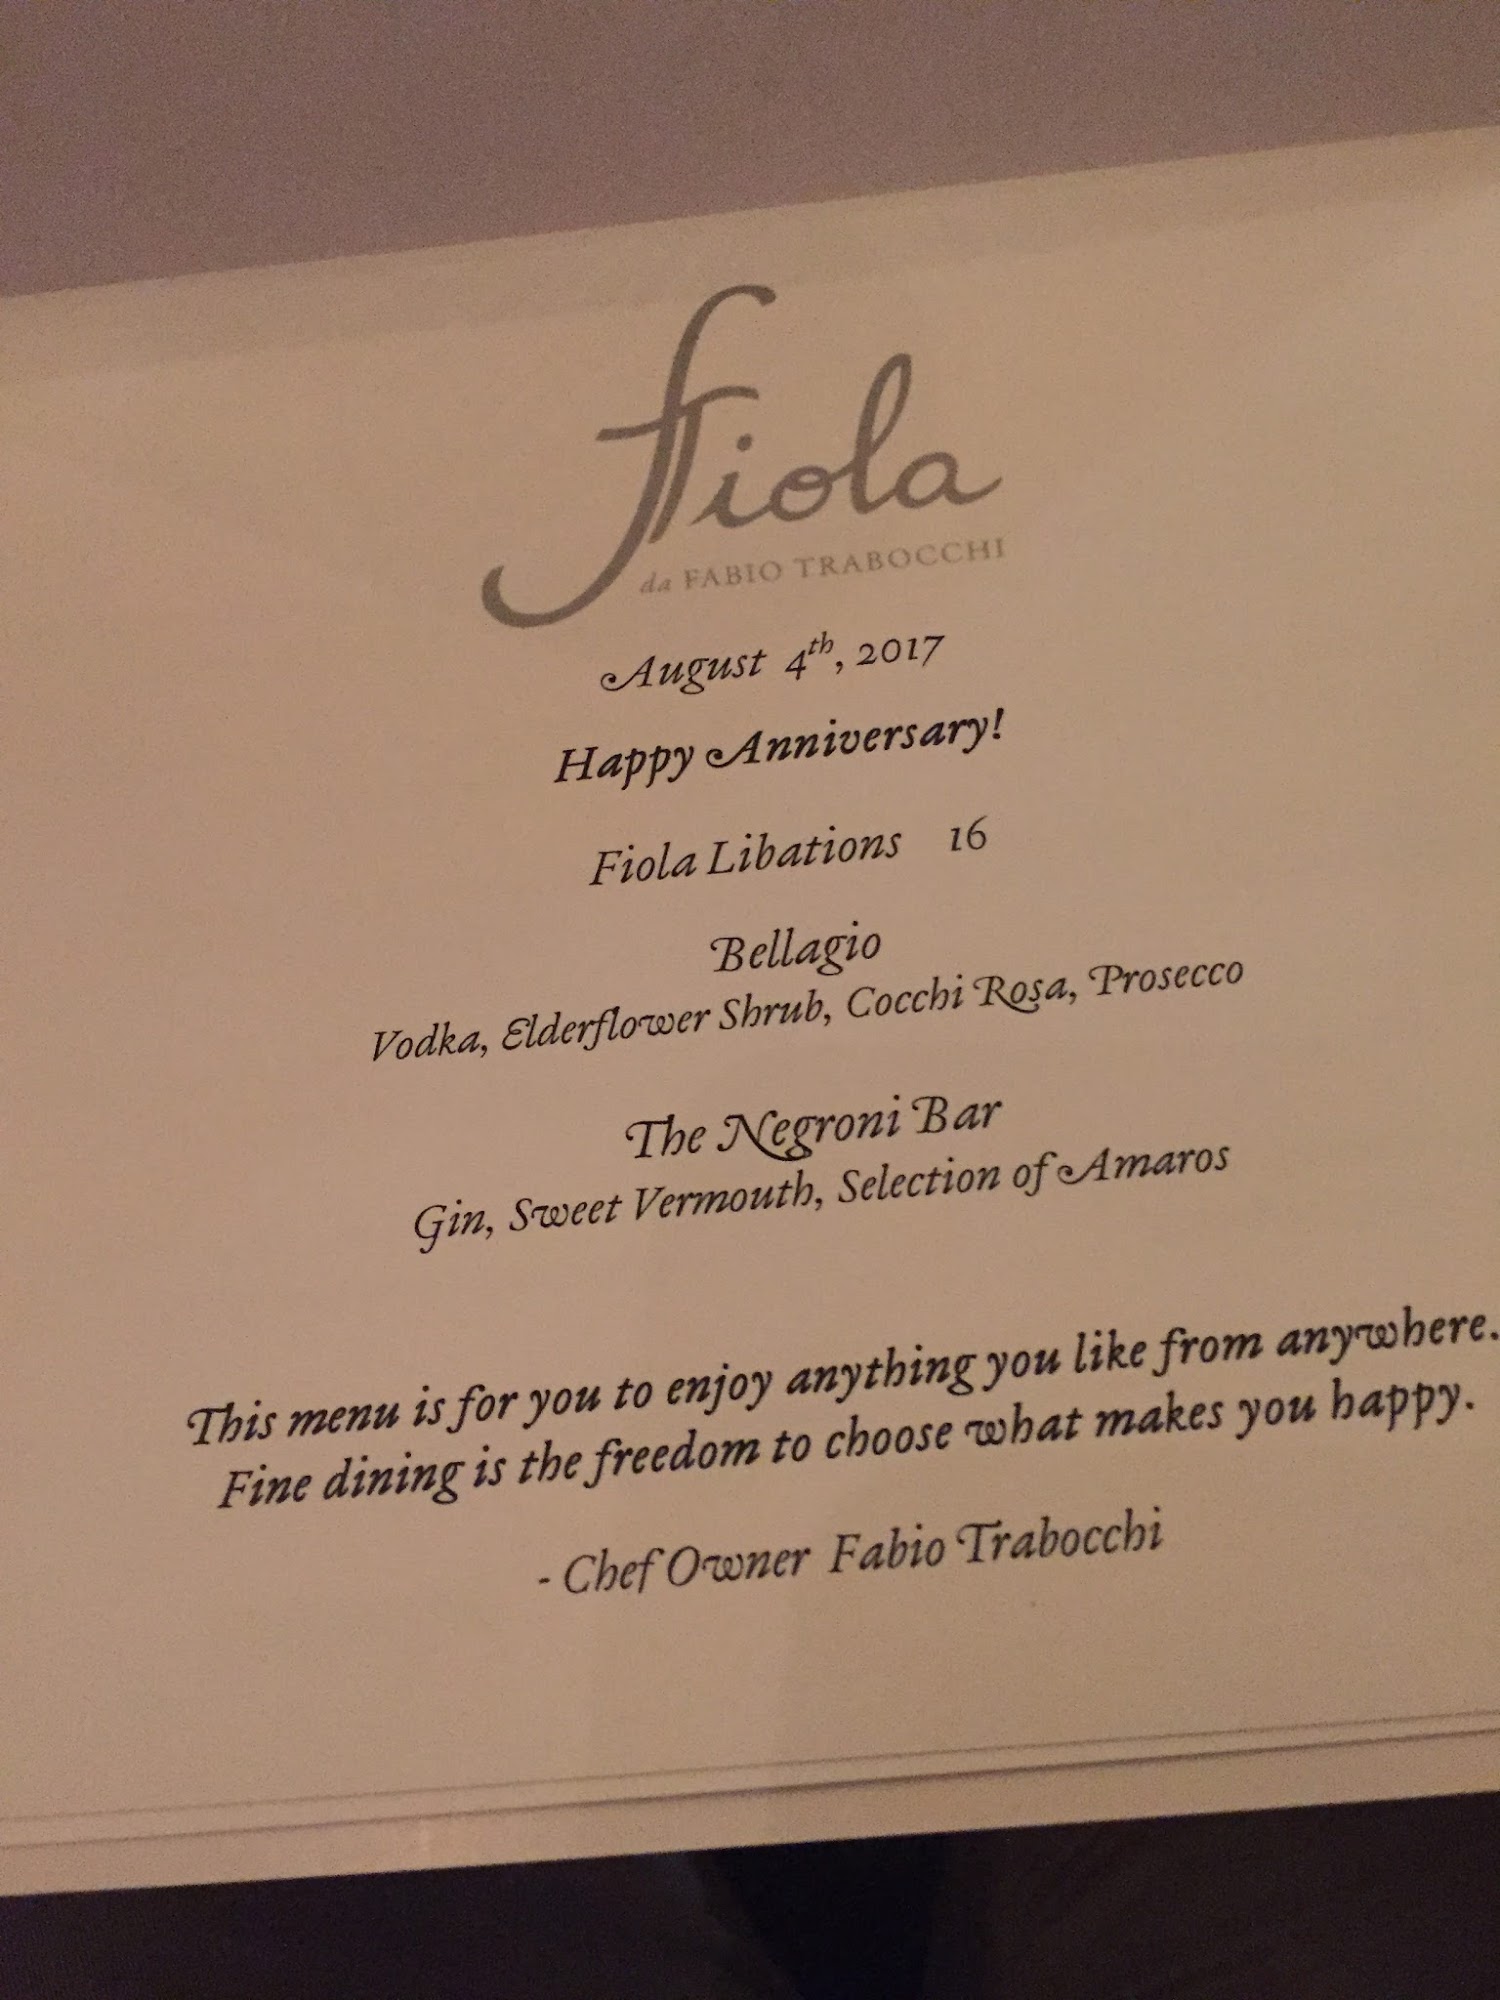 Fiola
da FABIO TRABOCCHI
August 4th, 2017
Happy Anniversary!
Fiola Libations 16
Bellagio
Vodka, Elderflower Shrub, Cocchi Rosa, Prosecco
The Negroni Bar
Gin, Sweet Vermouth, Selection of Amaros
This menu is for you to enjoy anything you like from anywhere.
Fine dining is the freedom to choose what makes you happy.
- Chef Owner Fabio Trabocchi